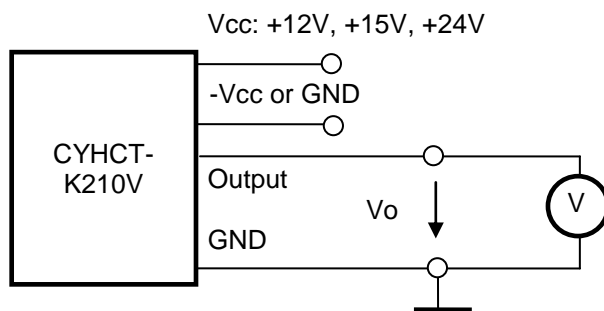 Vcc: +12V, +15V, +24V
-Vcc or GND
CYHCT-
K210V
Output
Vo
V
GND